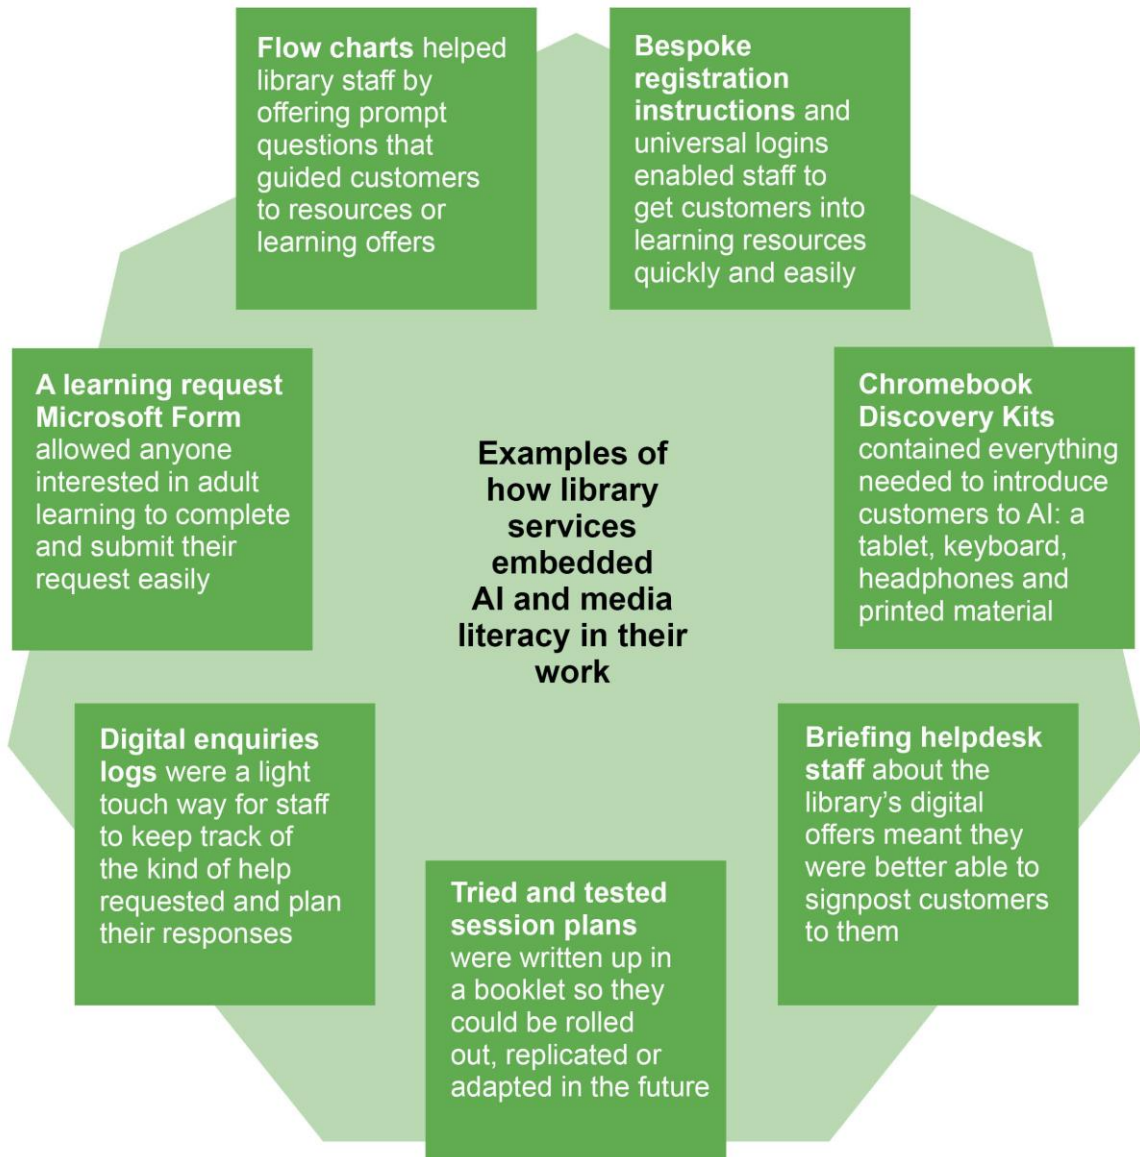 Flow charts helped
library staff by
offering prompt
questions that
guided customers
to resources or
learning offers
Bespoke
registration
instructions and
universal logins
enabled staff to
get customers into
learning resources
quickly and easily
A learning request
Microsoft Form
allowed anyone
interested in adult
learning to complete
and submit their
request easily
Examples of
how library
services
embedded
AI and media
literacy in their
work
Chromebook
Discovery Kits
contained everything
needed to introduce
customers to AI: a
tablet, keyboard,
headphones and
printed material
Digital enquiries
logs were a light
touch way for staff
to keep track of
the kind of help
requested and plan
their responses
Tried and tested
session plans
were written up in
a booklet so they
could be rolled
out, replicated or
adapted in the future
Briefing helpdesk
staff about the
library’s digital
offers meant they
were better able to
signpost customers
to them